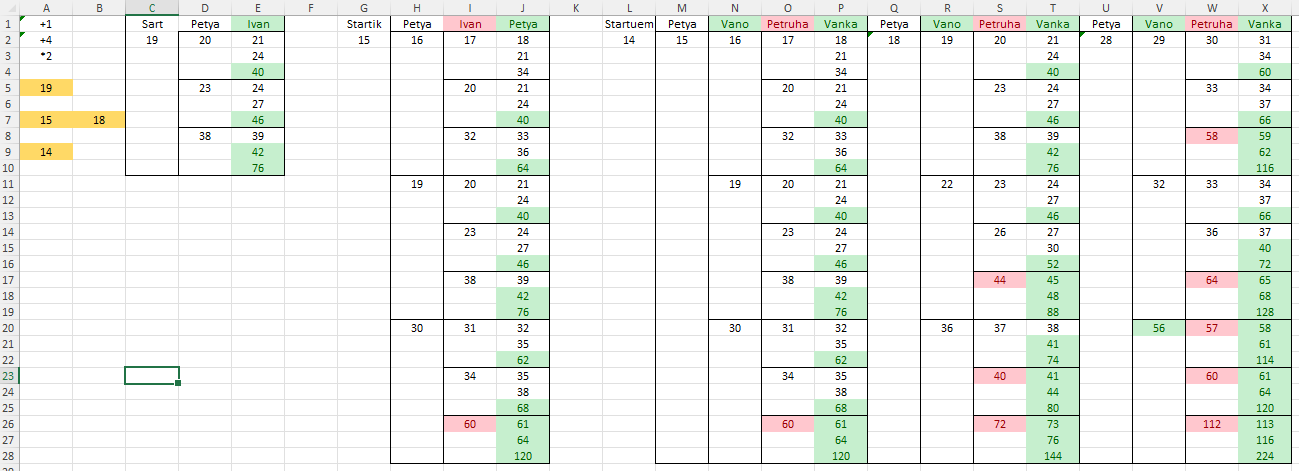 A B C D E F G H I J K L M N O P Q R S T U V W X
1 +1 Sart Petya Ivan Startik Petya Ivan Petya Startuem Petya Vano Petruha Vanka Petya Vano Petruha Vanka Petya Vano Petruha Vanka
2 +4 19 20 21 15 16 17 18 14 15 16 17 18 18 19 20 21 28 29 30 31
3 *2 24 21 21 24 34
4 40 34 34 40 60
5 19 23 24 20 21 20 21 23 24 33 34
6 27 24 24 27 37
7 15 18 46 40 40 46 66
8 38 39 32 33 32 33 38 39 58 59
9 14 42 36 36 42 62
10 76 64 64 76 116
11 19 20 21 19 20 21 22 23 24 32 33 34
12 24 24 27 37
13 40 40 46 66
14 23 24 23 24 26 27 36 37
15 27 27 30 40
16 46 46 52 72
17 38 39 38 39 44 45 64 65
18 42 42 48 68
19 76 76 88 128
20 30 31 32 30 31 32 36 37 38 56 57 58
21 35 35 41 61
22 62 62 74 114
23 34 35 34 35 40 41 60 61
24 38 38 44 64
25 68 68 80 120
26 60 61 60 61 72 73 112 113
27 64 64 76 116
28 120 120 144 224